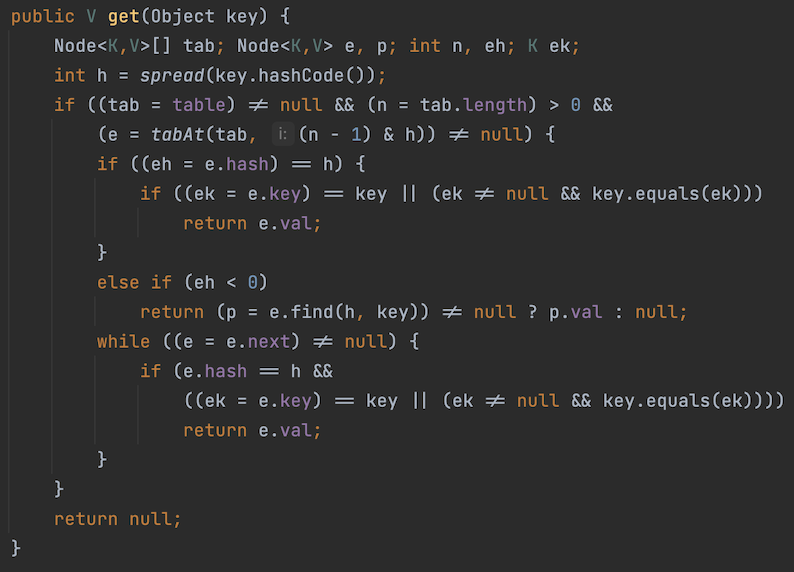 public V get(Object key) {
    Node<K,V>[] tab; Node<K,V> e, p; int n, eh; K ek;
    int h = spread(key.hashCode());
    if ((tab = table) ≠ null && (n = tab.length) > 0 &&
        (e = tabAt(tab, i: (n - 1) & h)) ≠ null) {
        if ((eh = e.hash) == h) {
            if ((ek = e.key) == key || (ek ≠ null && key.equals(ek)))
                return e.val;
        }
        else if (eh < 0)
            return (p = e.find(h, key)) ≠ null ? p.val : null;
        while ((e = e.next) ≠ null) {
            if (e.hash == h &&
                ((ek = e.key) == key || (ek ≠ null && key.equals(ek))))
                return e.val;
        }
    }
    return null;
}